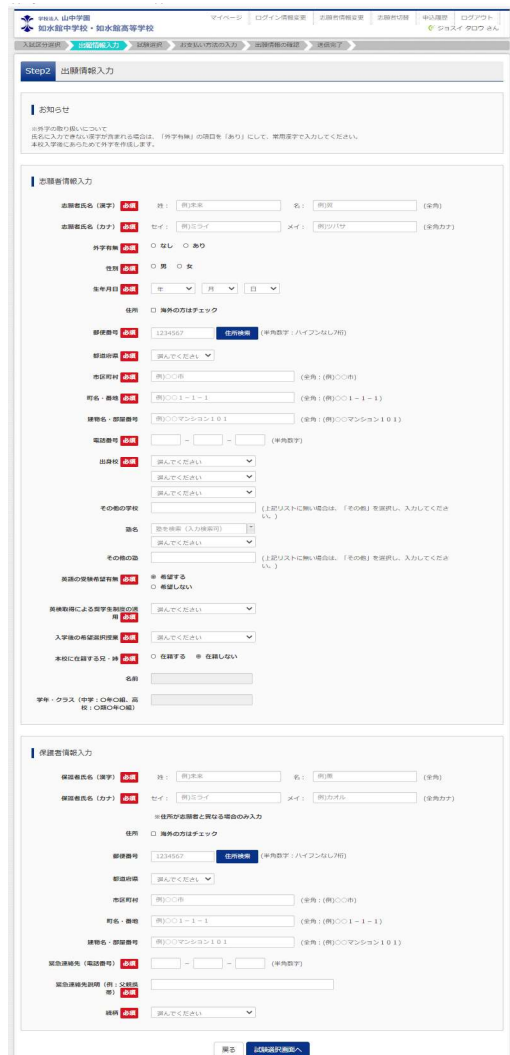 学校法人 山中学園
如水館中学校・如水館高等学校
マイページ ログイン情報変更 志願者情報変更 志願者切替 申込履歴 ログアウト
ジョスイ タロウ さん
入試区分選択 出願情報入力 試験選択 お支払い方法の入力 出願情報の確認 送信完了
Step2 出願情報入力
お知らせ
※外字の取り扱いについて
氏名に入力できない漢字が含まれる場合は、「外字有無」の項目を「あり」にして、常用漢字で入力してください。
本校入学後にあらためて外字を作成します。
志願者情報入力
志願者氏名（漢字） 必須 姓： 例)未来 名： 例)翼 (全角)
志願者氏名（カナ） 必須 セイ： 例)ミライ メイ： 例)ツバサ (全角カナ)
外字有無 必須 なし あり
性別 必須 男 女
生年月日 必須 年 月 日
住所 海外の方はチェック
郵便番号 必須 1234567 住所検索 (半角数字：ハイフンなし7桁)
都道府県 必須 選んでください
市区町村 必須 例)○○市 (全角：(例)○○市)
町名・番地 必須 例)○○１－１－１ (全角：(例)○○１－１－１)
建物名・部屋番号 例)○○マンション１０１ (全角：(例)○○マンション１０１)
電話番号 必須 － － (半角数字)
出身校 必須 選んでください
選んでください
選んでください
その他の学校 (上記リストに無い場合は、「その他」を選択し、入力してくださ
い。)
塾名 塾を検索（入力検索可）
選んでください
その他の塾 (上記リストに無い場合は、「その他」を選択し、入力してくださ
い。)
英語の受験希望有無 必須 希望する
希望しない
英検取得による奨学生制度の適
用 必須 選んでください
入学後の希望選択授業 必須 選んでください
本校に在籍する兄・姉 必須 在籍する 在籍しない
名前
学年・クラス（中学：○年○組、高
校：○類○年○組）
保護者情報入力
保護者氏名（漢字） 必須 姓： 例)未来 名： 例)薫 (全角)
保護者氏名（カナ） 必須 セイ： 例)ミライ メイ： 例)カオル (全角カナ)
※住所が志願者と異なる場合のみ入力
住所 海外の方はチェック
郵便番号 1234567 住所検索 (半角数字：ハイフンなし7桁)
都道府県 選んでください
市区町村 例)○○市 (全角：(例)○○市)
町名・番地 例)○○１－１－１ (全角：(例)○○１－１－１)
建物名・部屋番号 例)○○マンション１０１ (全角：(例)○○マンション１０１)
緊急連絡先（電話番号） 必須 － － (半角数字)
緊急連絡先説明（例：父親携
帯） 必須
続柄 必須 選んでください
戻る 試験選択画面へ